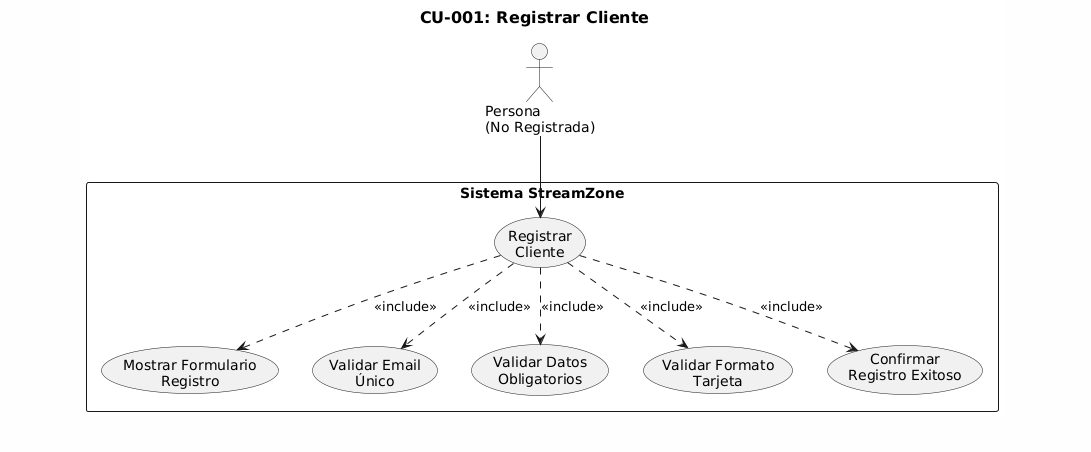 CU-001: Registrar Cliente
Persona
(No Registrada)
Sistema StreamZone
Registrar
Cliente
«include»
«include»
«include»
«include»
«include»
Mostrar Formulario
Registro
Validar Email
Único
Validar Datos
Obligatorios
Validar Formato
Tarjeta
Confirmar
Registro Exitoso